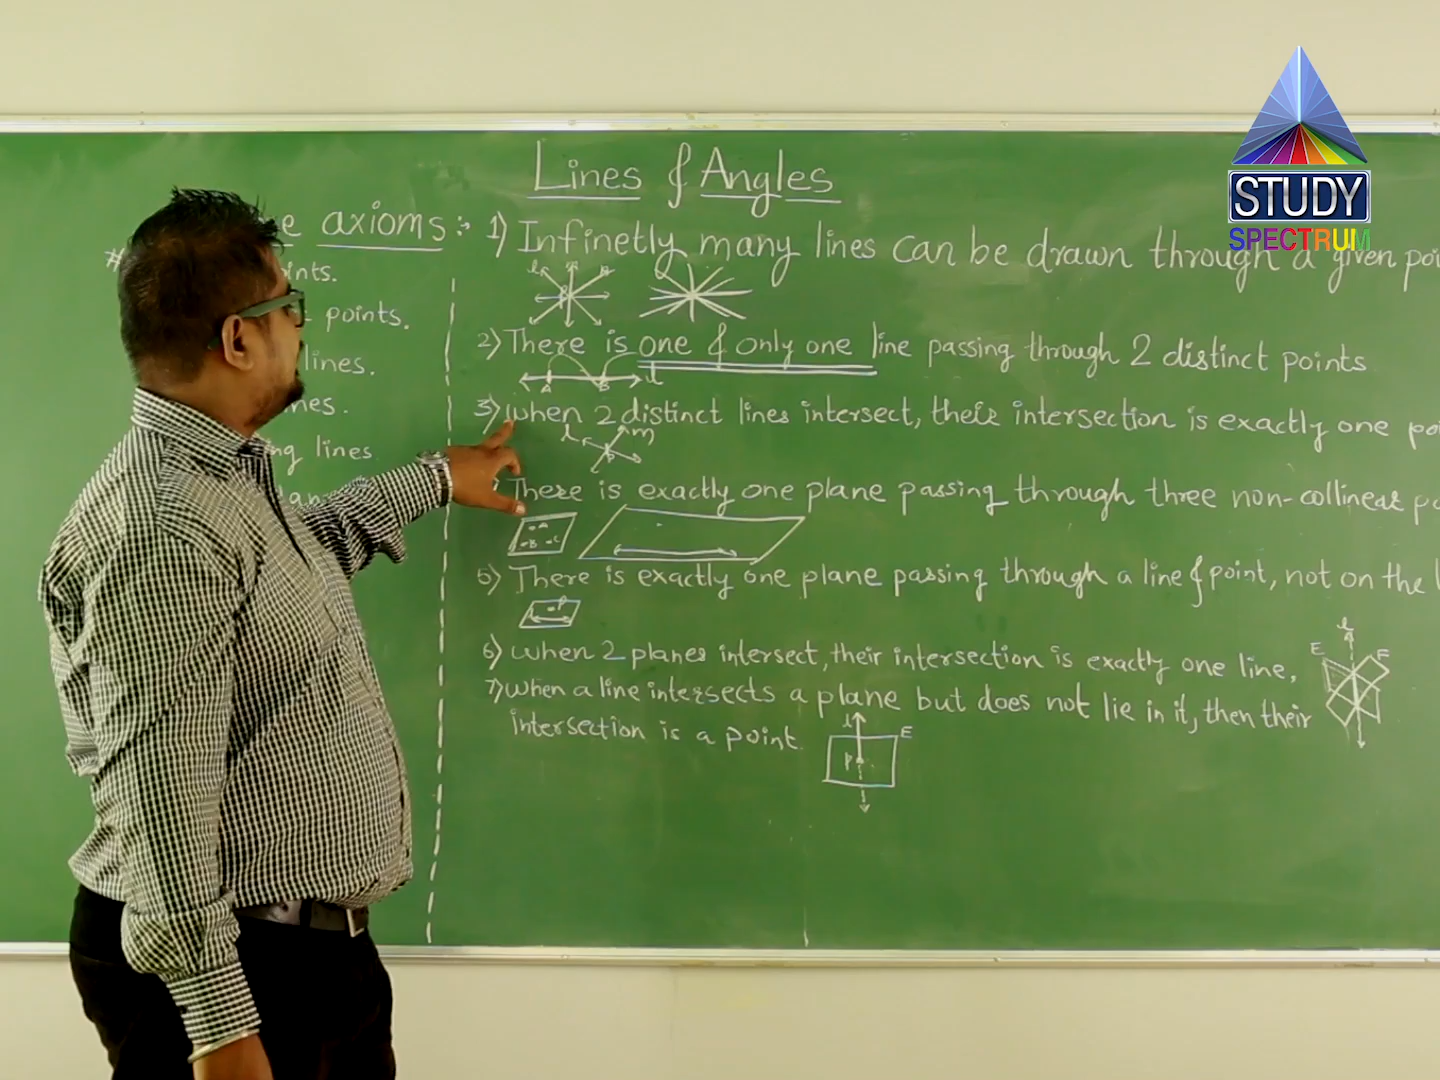 Lines & Angles
axioms :-
1) Infinetly many lines can be drawn through a given
points.
2) There is one & only one line passing through 2 distinct points
lines.
A B l
3) when 2 distinct lines intersect, their intersection is exactly one
l m
lines
There is exactly one plane passing through three non-collinear
A
B C
5) There is exactly one plane passing through a line & point, not on the
P
6) when 2 planes intersect, their intersection is exactly one line.
l
E F
7) when a line intersects a plane but does not lie in it, then their
intersection is a point.
l E
P
STUDY
SPECTRUM